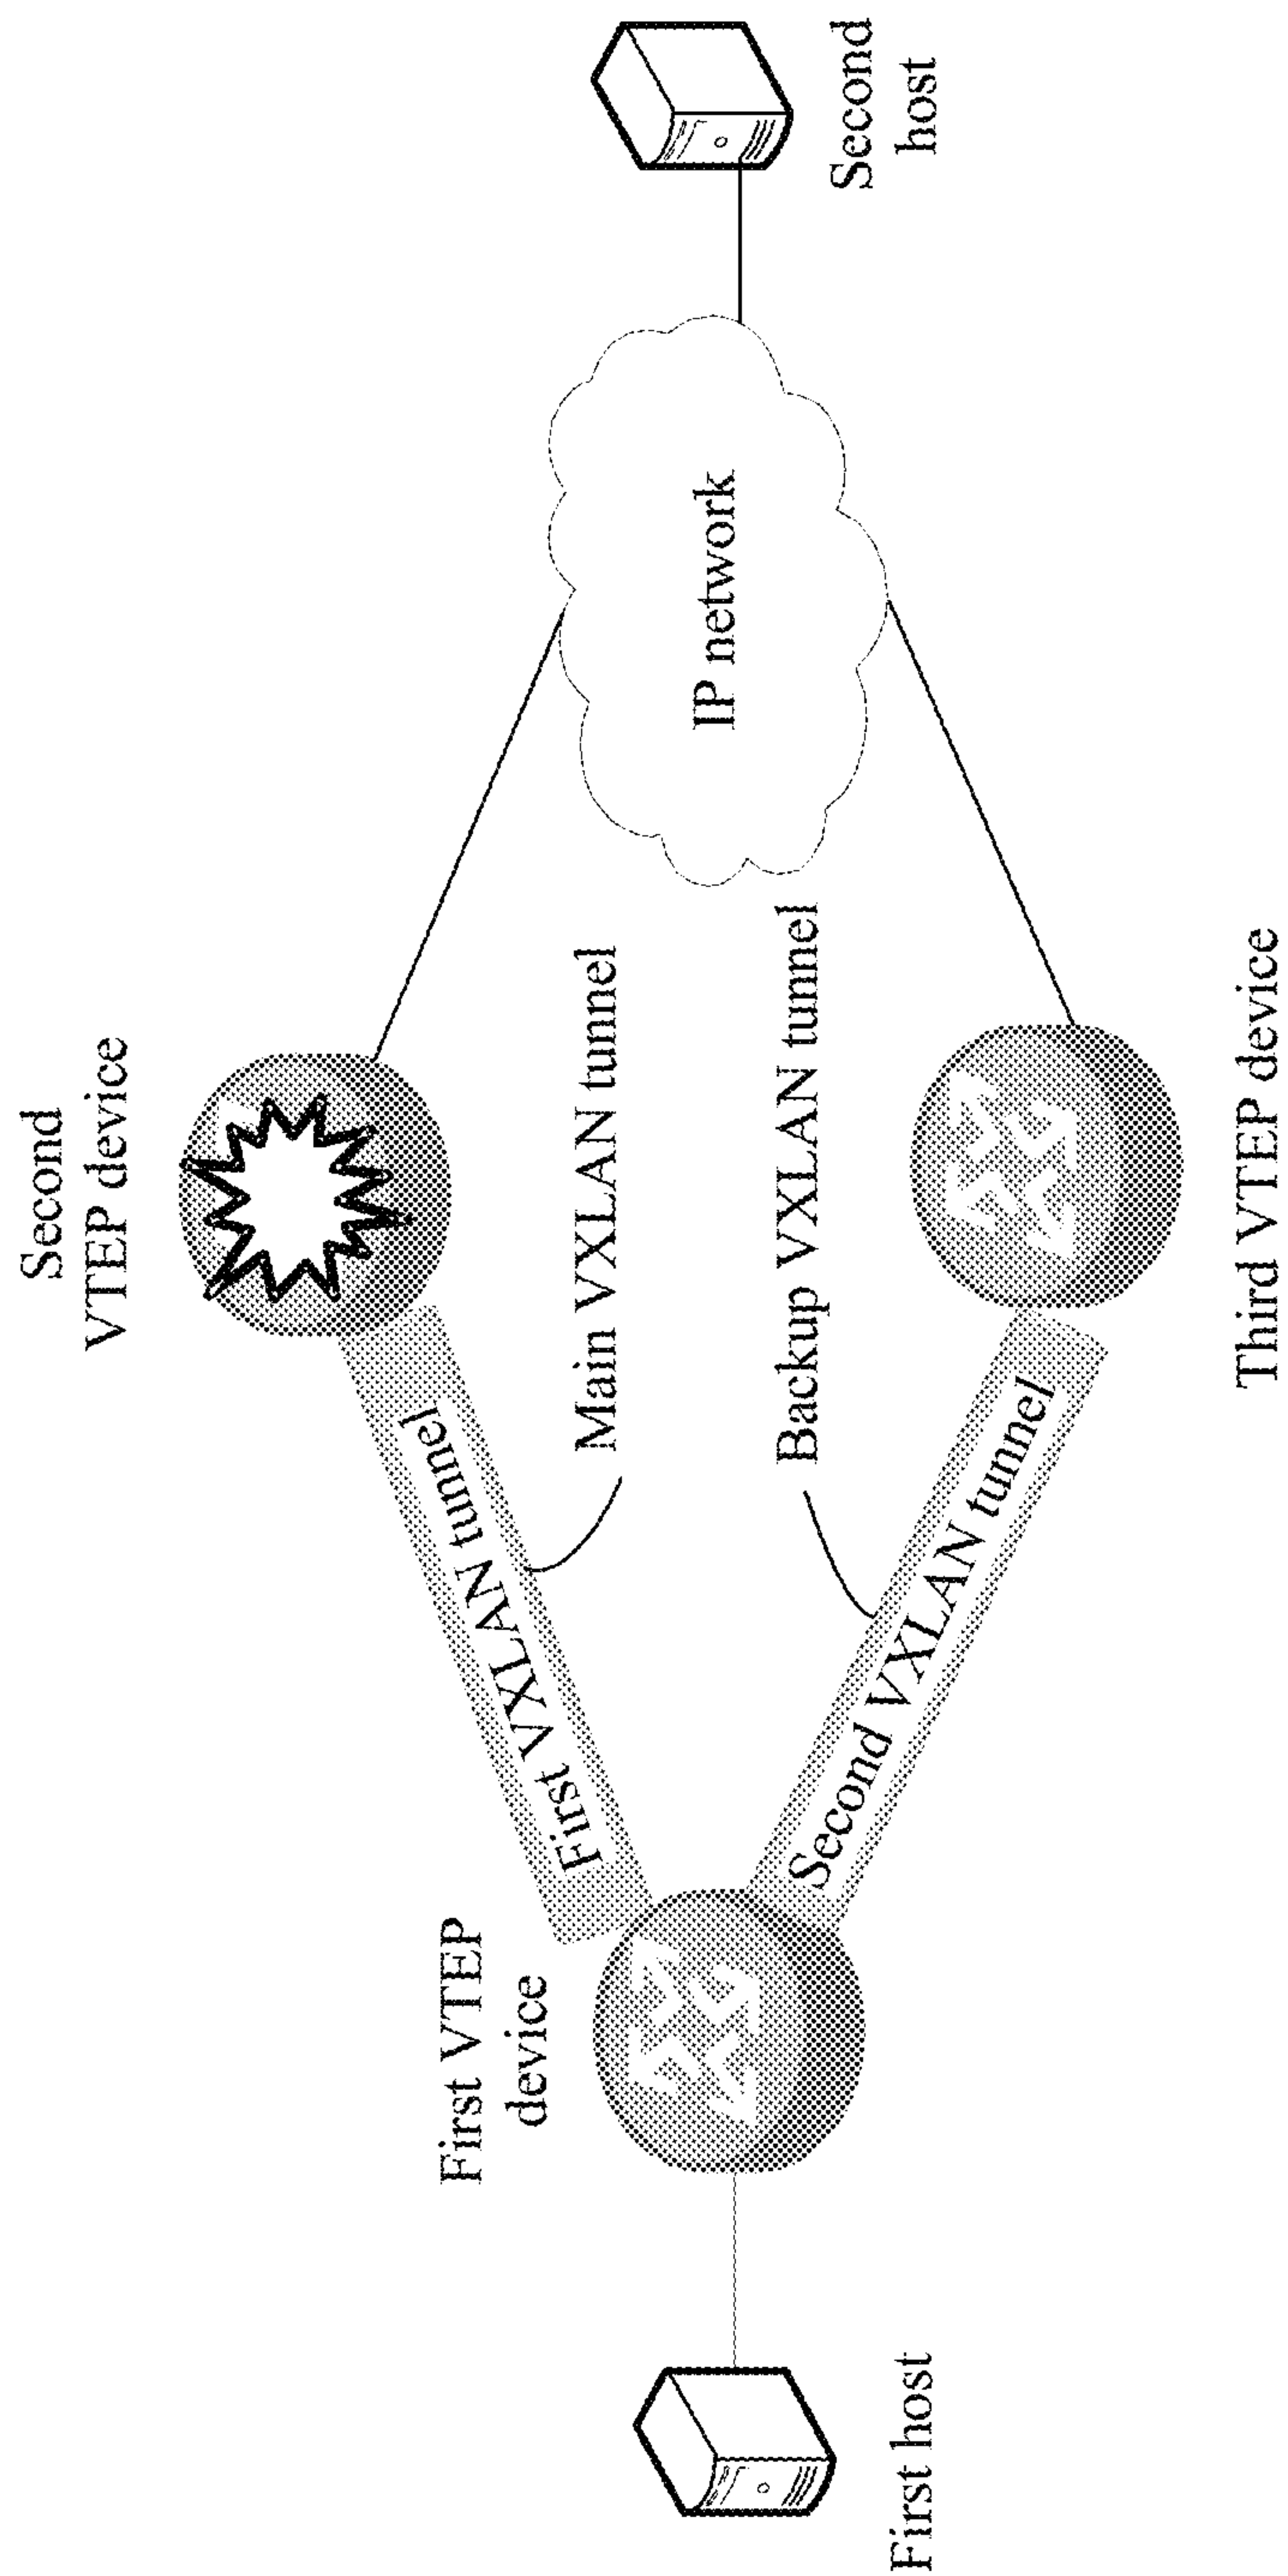 Second
VTEP device
First VTEP
device
First VXLAN tunnel
Main VXLAN tunnel
IP network
Backup VXLAN tunnel
Second VXLAN tunnel
First host
Second
host
Third VTEP device